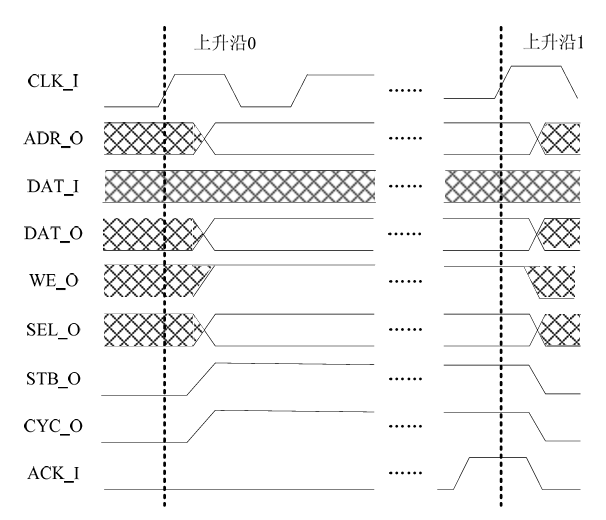 上升沿0
上升沿1
CLK_I
ADR_O
DAT_I
DAT_O
WE_O
SEL_O
STB_O
CYC_O
ACK_I